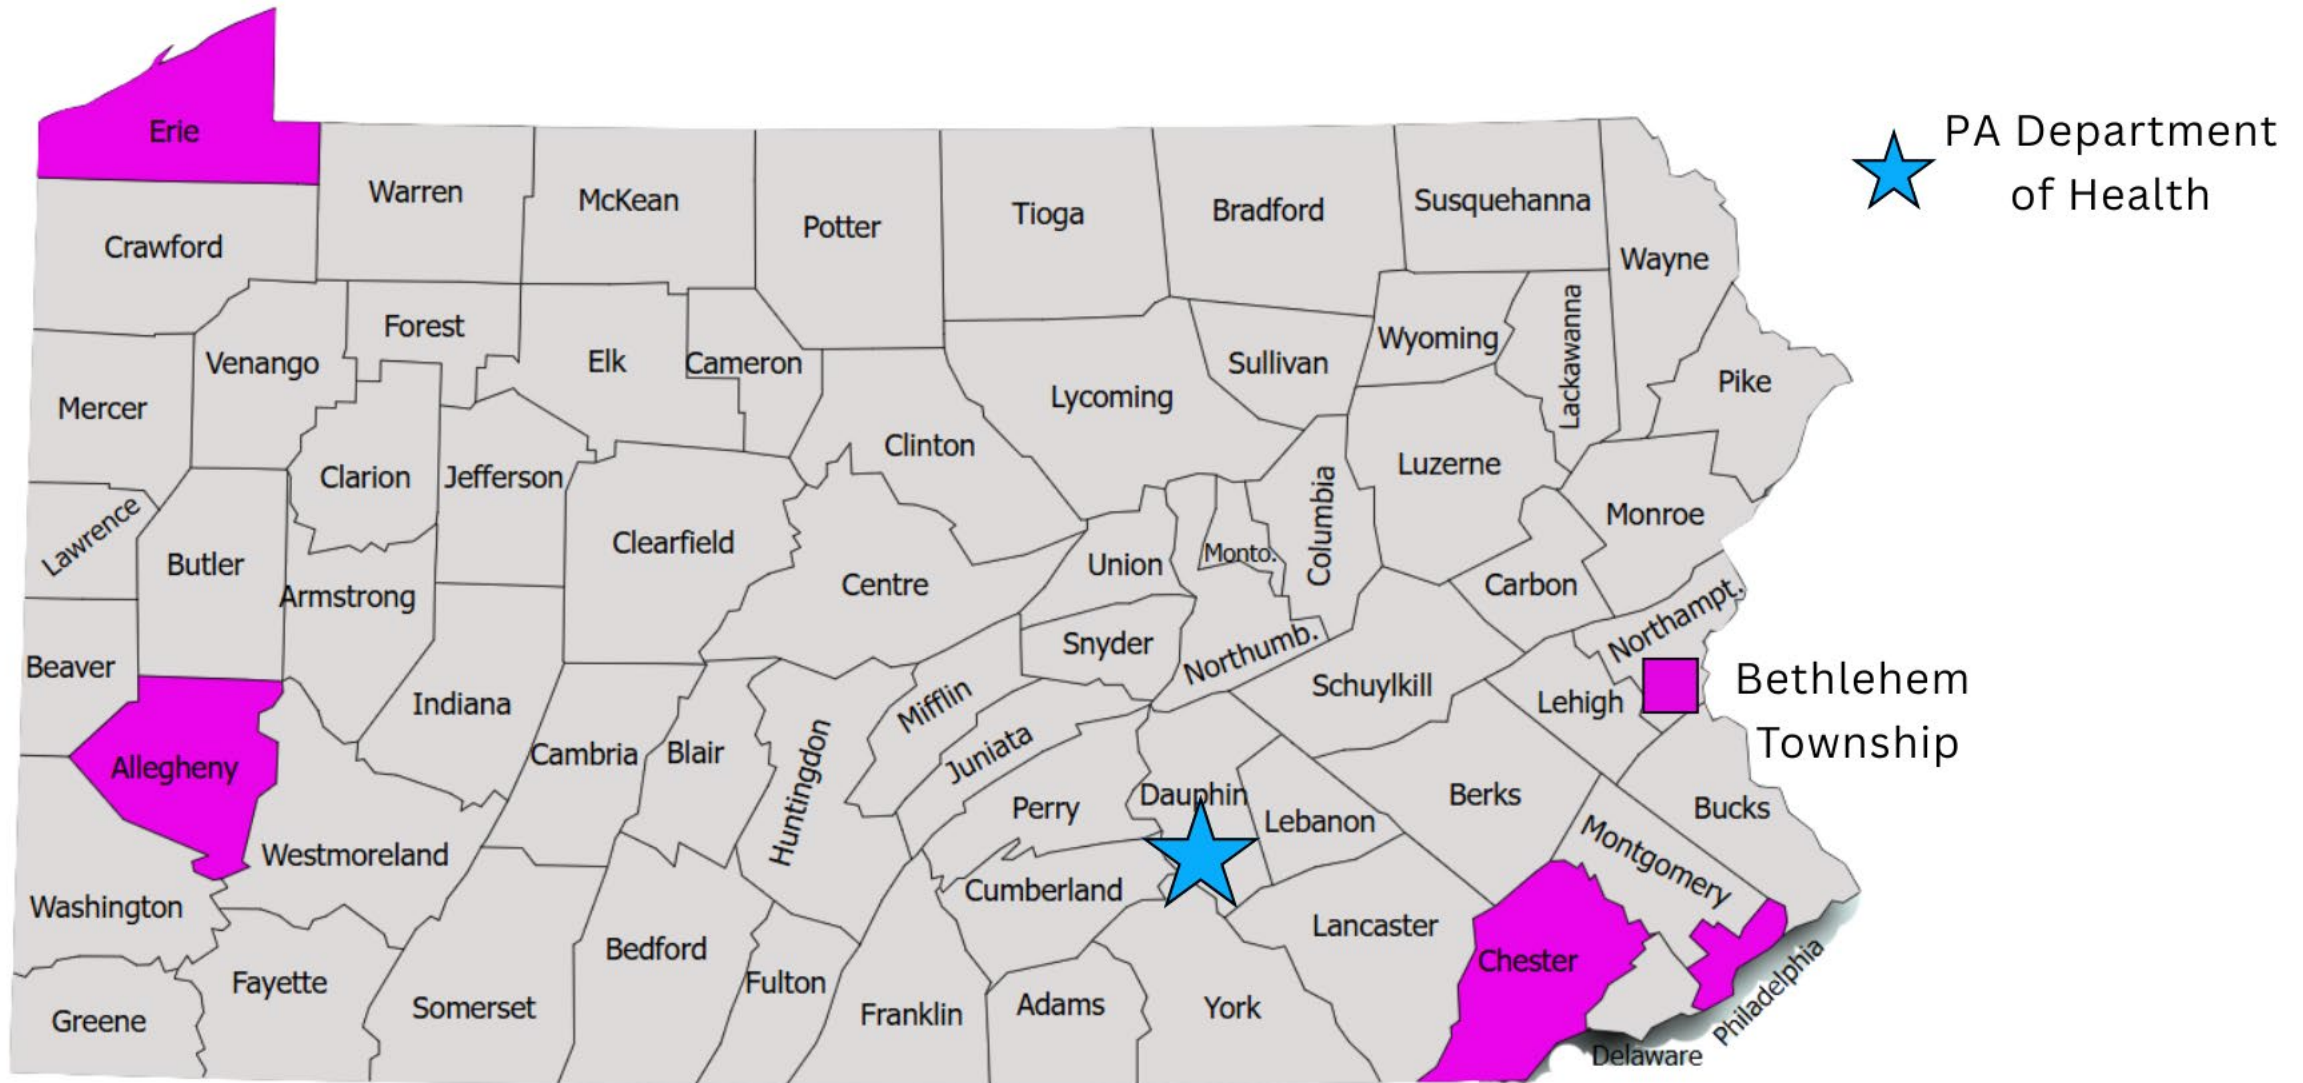 PA Department
of Health
Erie
Warren
McKean
Potter
Tioga
Bradford
Susquehanna
Wayne
Crawford
Forest
Venango
Elk
Cameron
Lycoming
Sullivan
Wyoming
Lackawanna
Pike
Mercer
Clinton
Clarion
Jefferson
Luzerne
Columbia
Monroe
Lawrence
Butler
Armstrong
Clearfield
Centre
Union
Monto.
Carbon
Northampt.
Beaver
Indiana
Snyder
Northumb.
Schuylkill
Lehigh
Bethlehem
Township
Mifflin
Juniata
Allegheny
Cambria
Blair
Huntingdon
Perry
Dauphin
Lebanon
Berks
Bucks
Montgomery
Westmoreland
Washington
Cumberland
Lancaster
Chester
Philadelphia
Bedford
Fayette
Fulton
Greene
Somerset
Franklin
Adams
York
Delaware